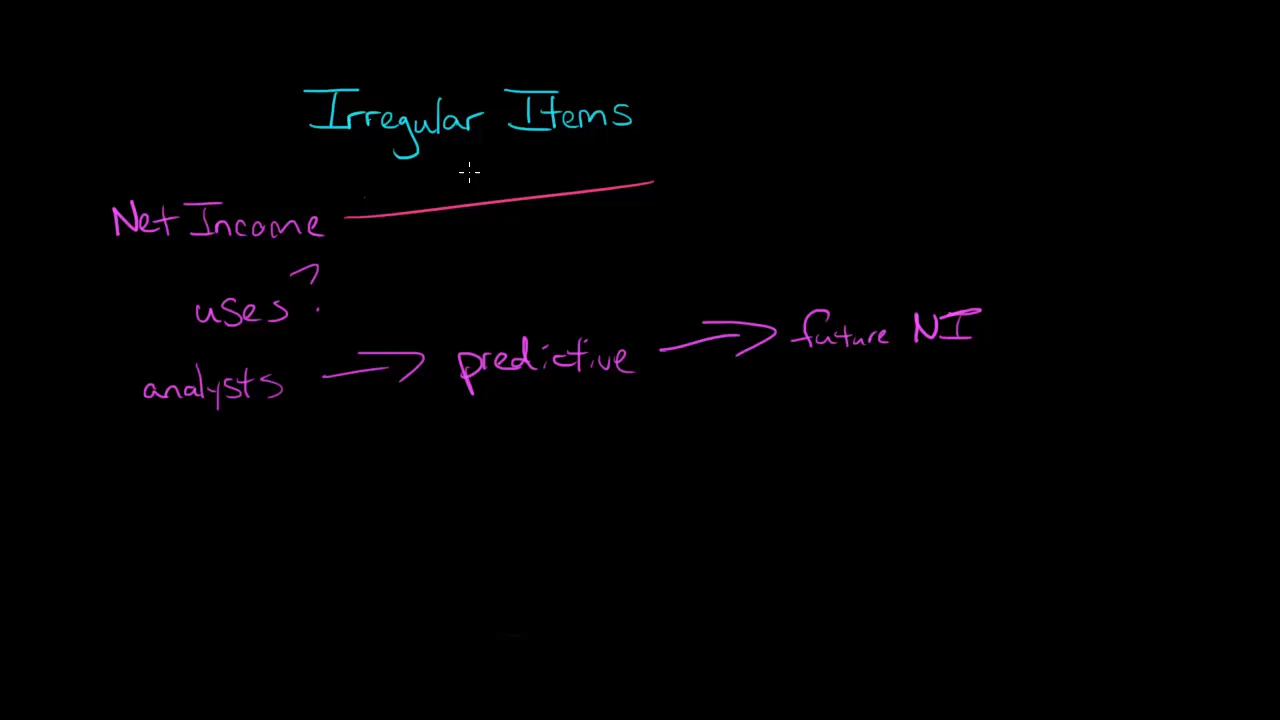 Irregular Items
Net Income
uses?
analysts → predictive → future NI